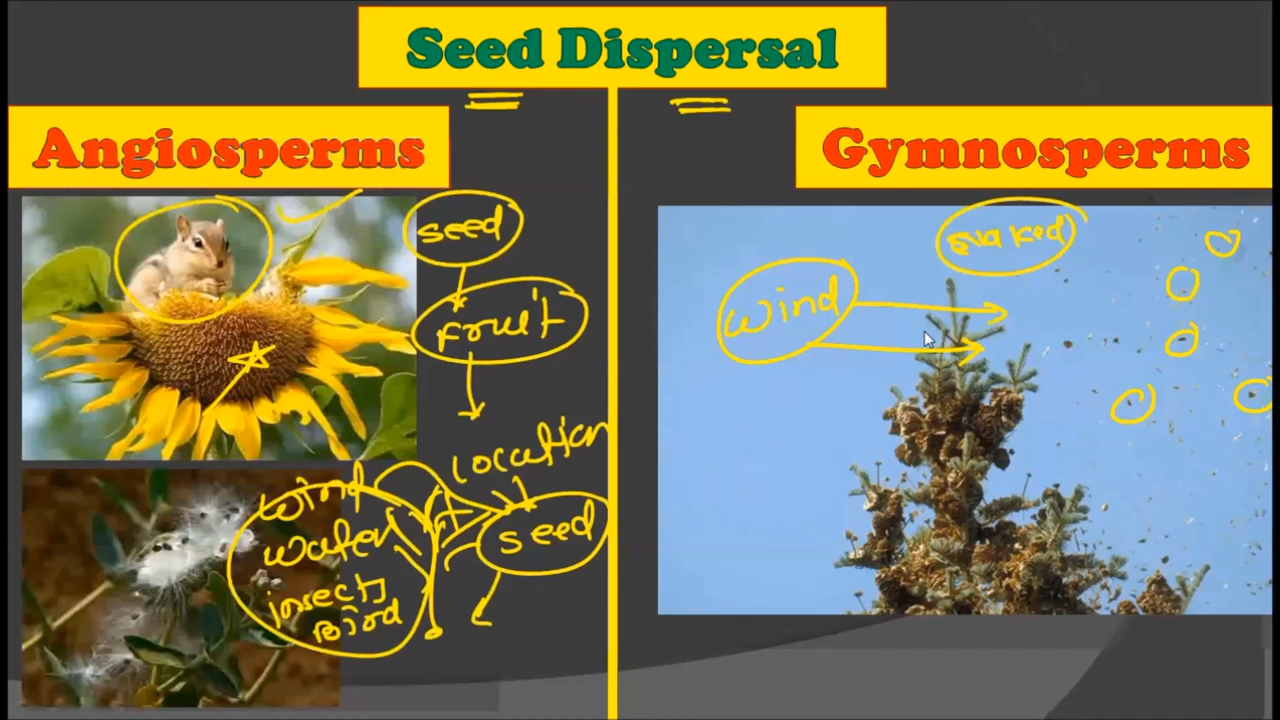 Seed Dispersal
Angiosperms
seed
fruit
Location
seed
wind
water
insects
Bird
Gymnosperms
naked
wind